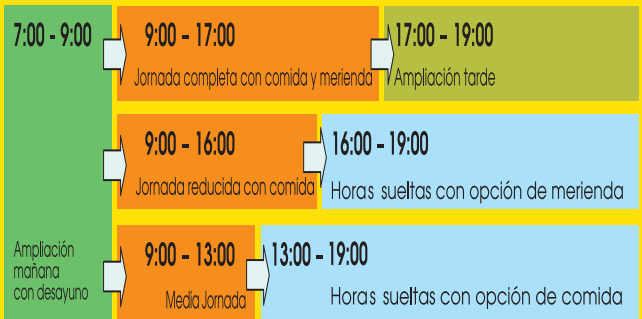 7:00 - 9:00
Ampliación
mañana
con desayuno
9:00 – 17:00
Jornada completa con comida y merienda
17:00 – 19:00
Ampliación tarde
9:00 – 16:00
Jornada reducida con comida
16:00 – 19:00
Horas sueltas con opción de merienda
9:00 – 13:00
Media Jornada
13:00 – 19:00
Horas sueltas con opción de comida